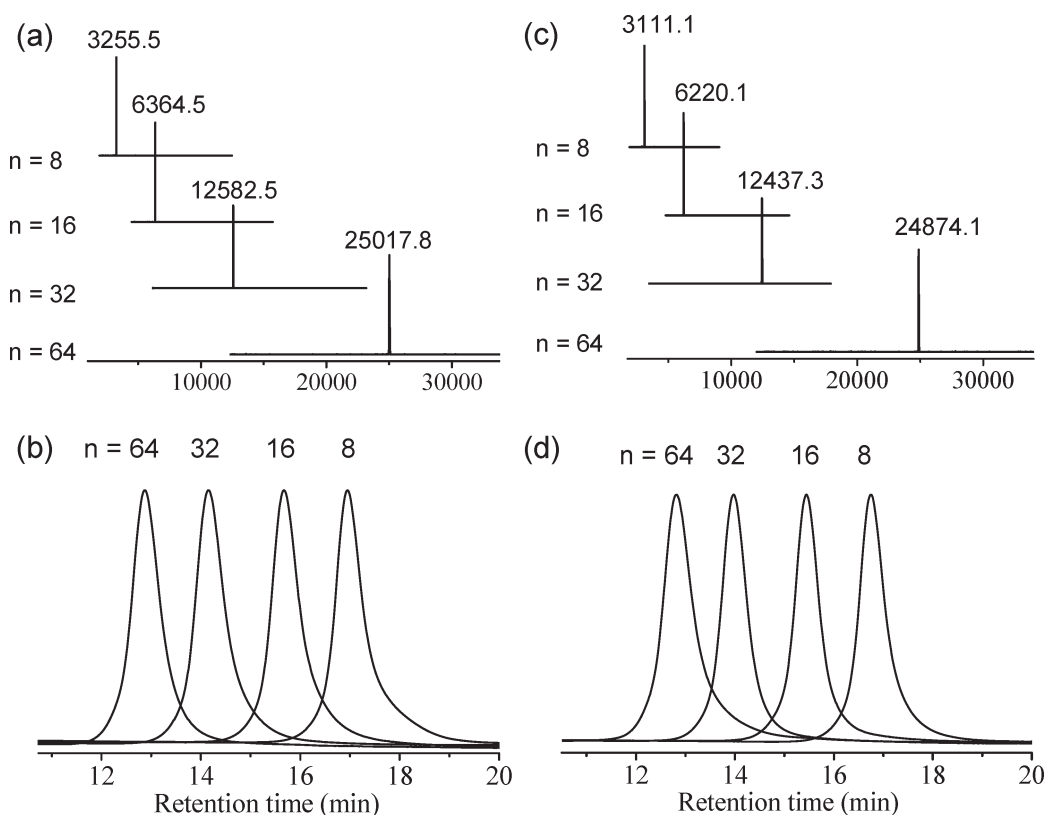 (a)
3255.5
6364.5
n = 8
12582.5
n = 16
25017.8
n = 32
n = 64
10000 20000 30000
(c)
3111.1
6220.1
n = 8
12437.3
n = 16
24874.1
n = 32
n = 64
10000 20000 30000
(b)
n = 64 32 16 8
12 14 16 18 20
Retention time (min)
(d)
n = 64 32 16 8
12 14 16 18 20
Retention time (min)